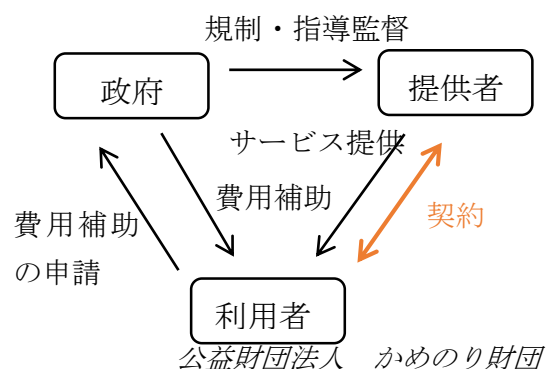 規制・指導監督
政府
提供者
サービス提供
費用補助
契約
費用補助
の申請
利用者
公益財団法人　かめのり財団